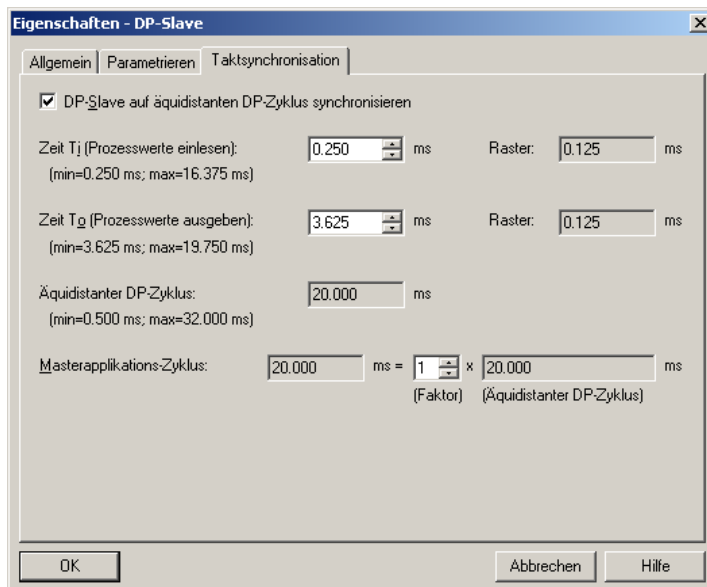 Eigenschaften - DP-Slave
Allgemein Parametrieren Taktsynchronisation
DP-Slave auf äquidistanten DP-Zyklus synchronisieren
Zeit Ti (Prozesswerte einlesen): 0.250 ms Raster: 0.125 ms
(min=0.250 ms; max=16.375 ms)
Zeit To (Prozesswerte ausgeben): 3.625 ms Raster: 0.125 ms
(min=3.625 ms; max=19.750 ms)
Äquidistanter DP-Zyklus: 20.000 ms
(min=0.500 ms; max=32.000 ms)
Masterapplikations-Zyklus: 20.000 ms = 1 x 20.000 ms
(Faktor) (Äquidistanter DP-Zyklus)
OK Abbrechen Hilfe